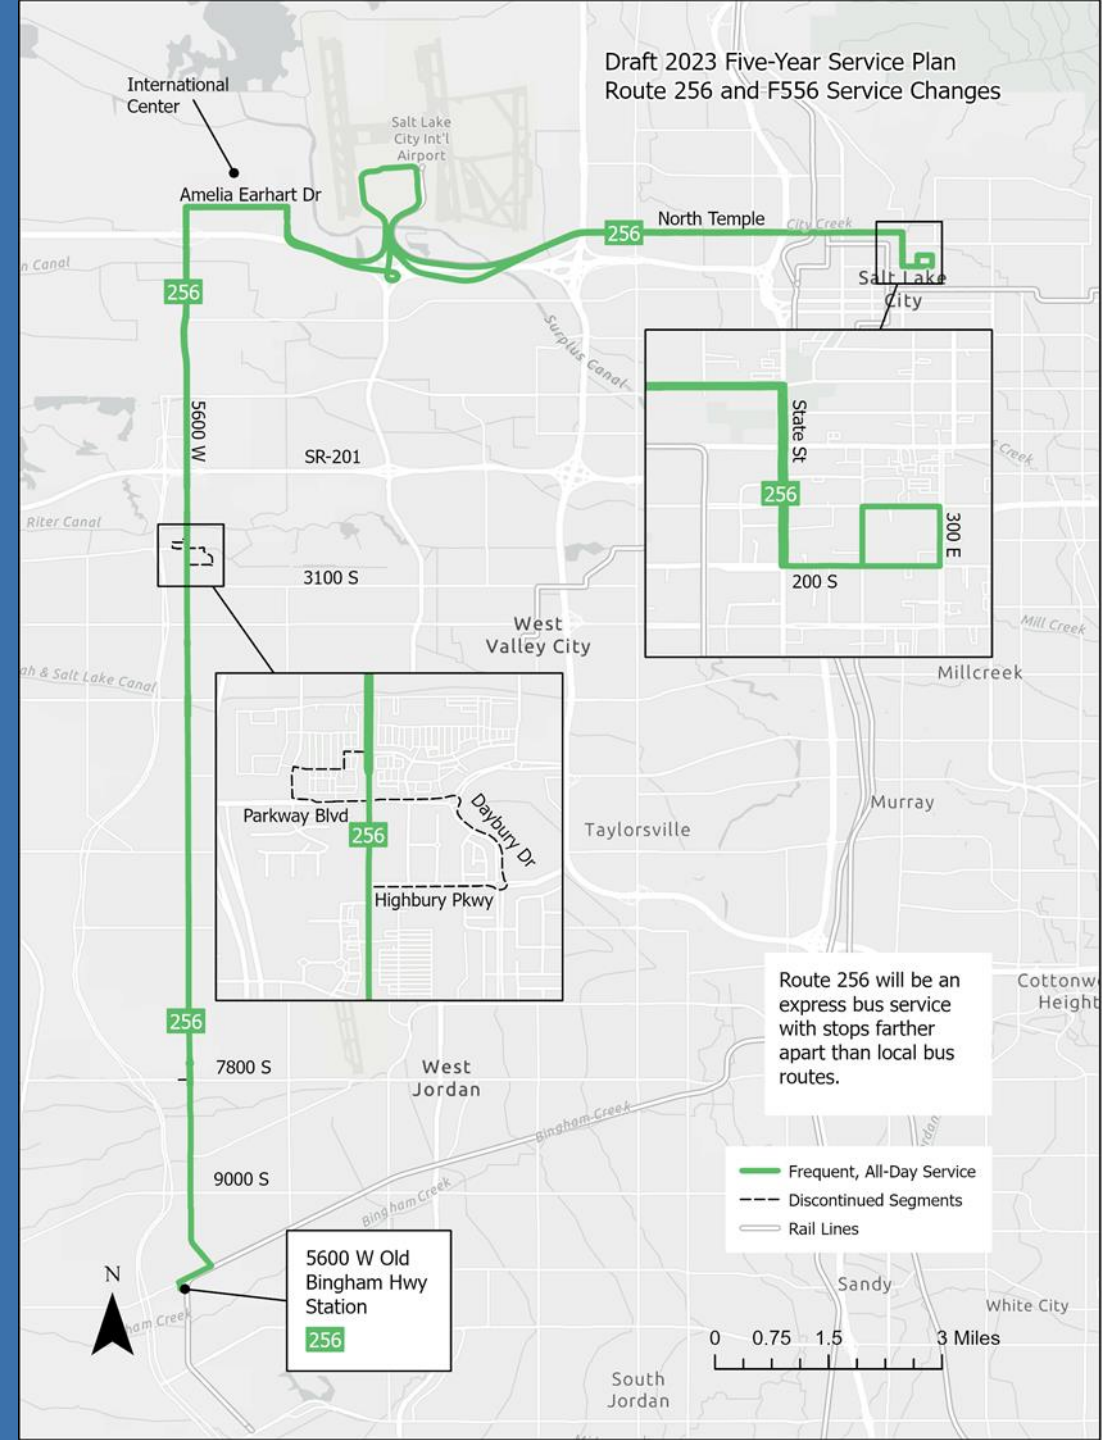 Draft 2023 Five-Year Service Plan
Route 256 and F556 Service Changes
International
Center
Salt Lake
City Int'l
Airport
Amelia Earhart Dr
North Temple
City Creek
256
n Canal
256
Salt Lake
City
Surplus Canal
5600 W
State St
SR-201
s Creek
256
Riter Canal
300 E
3100 S
200 S
West
Valley City
Mill Creek
ah & Salt Lake Canal
Millcreek
Parkway Blvd
Daybury Dr
256
Highbury Pkwy
Murray
Taylorsville
Route 256 will be an
express bus service
with stops farther
apart than local bus
routes.
Cottonw
Height
256
7800 S
West
Jordan
Bingham Creek
rdan
9000 S
Bingham Creek
Frequent, All-Day Service
Discontinued Segments
Rail Lines
5600 W Old
Bingham Hwy
Station
256
N
ham Creek
Sandy
White City
0 0.75 1.5 3 Miles
South
Jordan